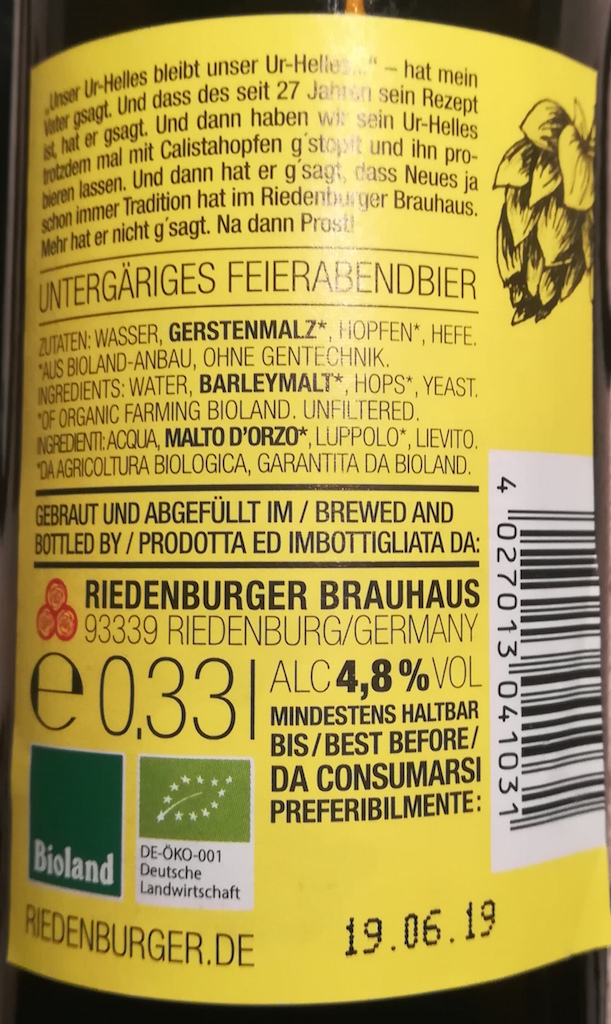 „Unser Ur-Helles bleibt unser Ur-Helles..." – hat mein
Vater gsagt. Und dass des seit 27 Jahren sein Rezept
ist, hat er gsagt. Und dann haben wir sein Ur-Helles
trotzdem mal mit Calistahopfen g´stopft und ihn pro-
bieren lassen. Und dann hat er g´sagt, dass Neues ja
schon immer Tradition hat im Riedenburger Brauhaus.
Mehr hat er nicht g´sagt. Na dann Prost!
UNTERGÄRIGES FEIERABENDBIER
ZUTATEN: WASSER, GERSTENMALZ*, HOPFEN*, HEFE.
*AUS BIOLAND-ANBAU, OHNE GENTECHNIK.
INGREDIENTS: WATER, BARLEYMALT*, HOPS*, YEAST.
*OF ORGANIC FARMING BIOLAND. UNFILTERED.
INGREDIENTI: ACQUA, MALTO D'ORZO*, LUPPOLO*, LIEVITO.
*DA AGRICOLTURA BIOLOGICA, GARANTITA DA BIOLAND.
GEBRAUT UND ABGEFÜLLT IM / BREWED AND
BOTTLED BY / PRODOTTA ED IMBOTTIGLIATA DA:
RIEDENBURGER BRAUHAUS
93339 RIEDENBURG/GERMANY
e 0,33 l
ALC 4,8 % VOL
MINDESTENS HALTBAR
BIS / BEST BEFORE /
DA CONSUMARSI
PREFERIBILMENTE:
19.06.19
Bioland
DE-ÖKO-001
Deutsche
Landwirtschaft
RIEDENBURGER.DE
4 027013 041031